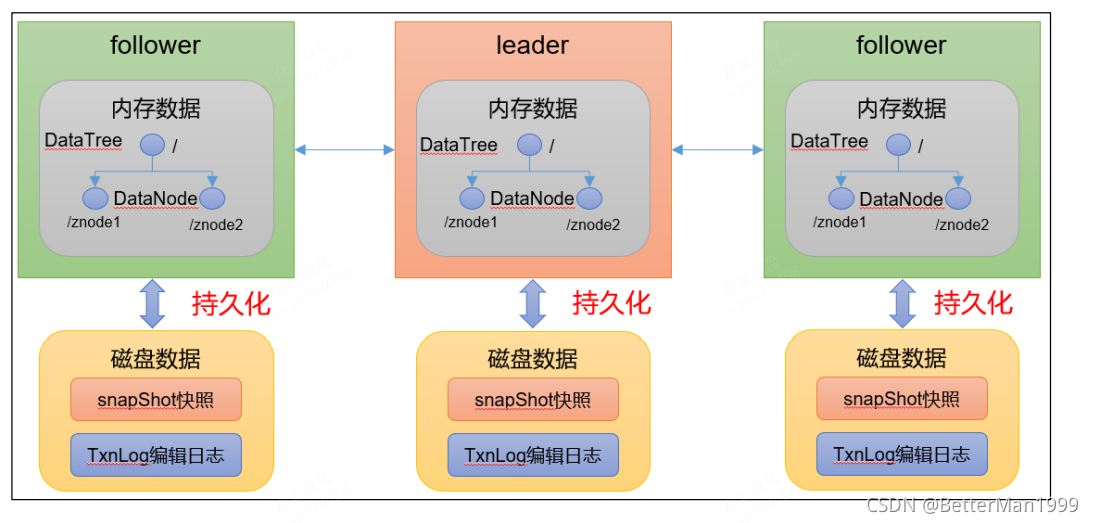 follower
leader
follower
内存数据
内存数据
内存数据
DataTree
/
DataTree
/
DataTree
/
DataNode
DataNode
DataNode
/znode1
/znode2
/znode1
/znode2
/znode1
/znode2
持久化
持久化
持久化
磁盘数据
磁盘数据
磁盘数据
snapShot快照
snapShot快照
snapShot快照
TxnLog编辑日志
TxnLog编辑日志
TxnLog编辑日志
CSDN @BetterMan1999